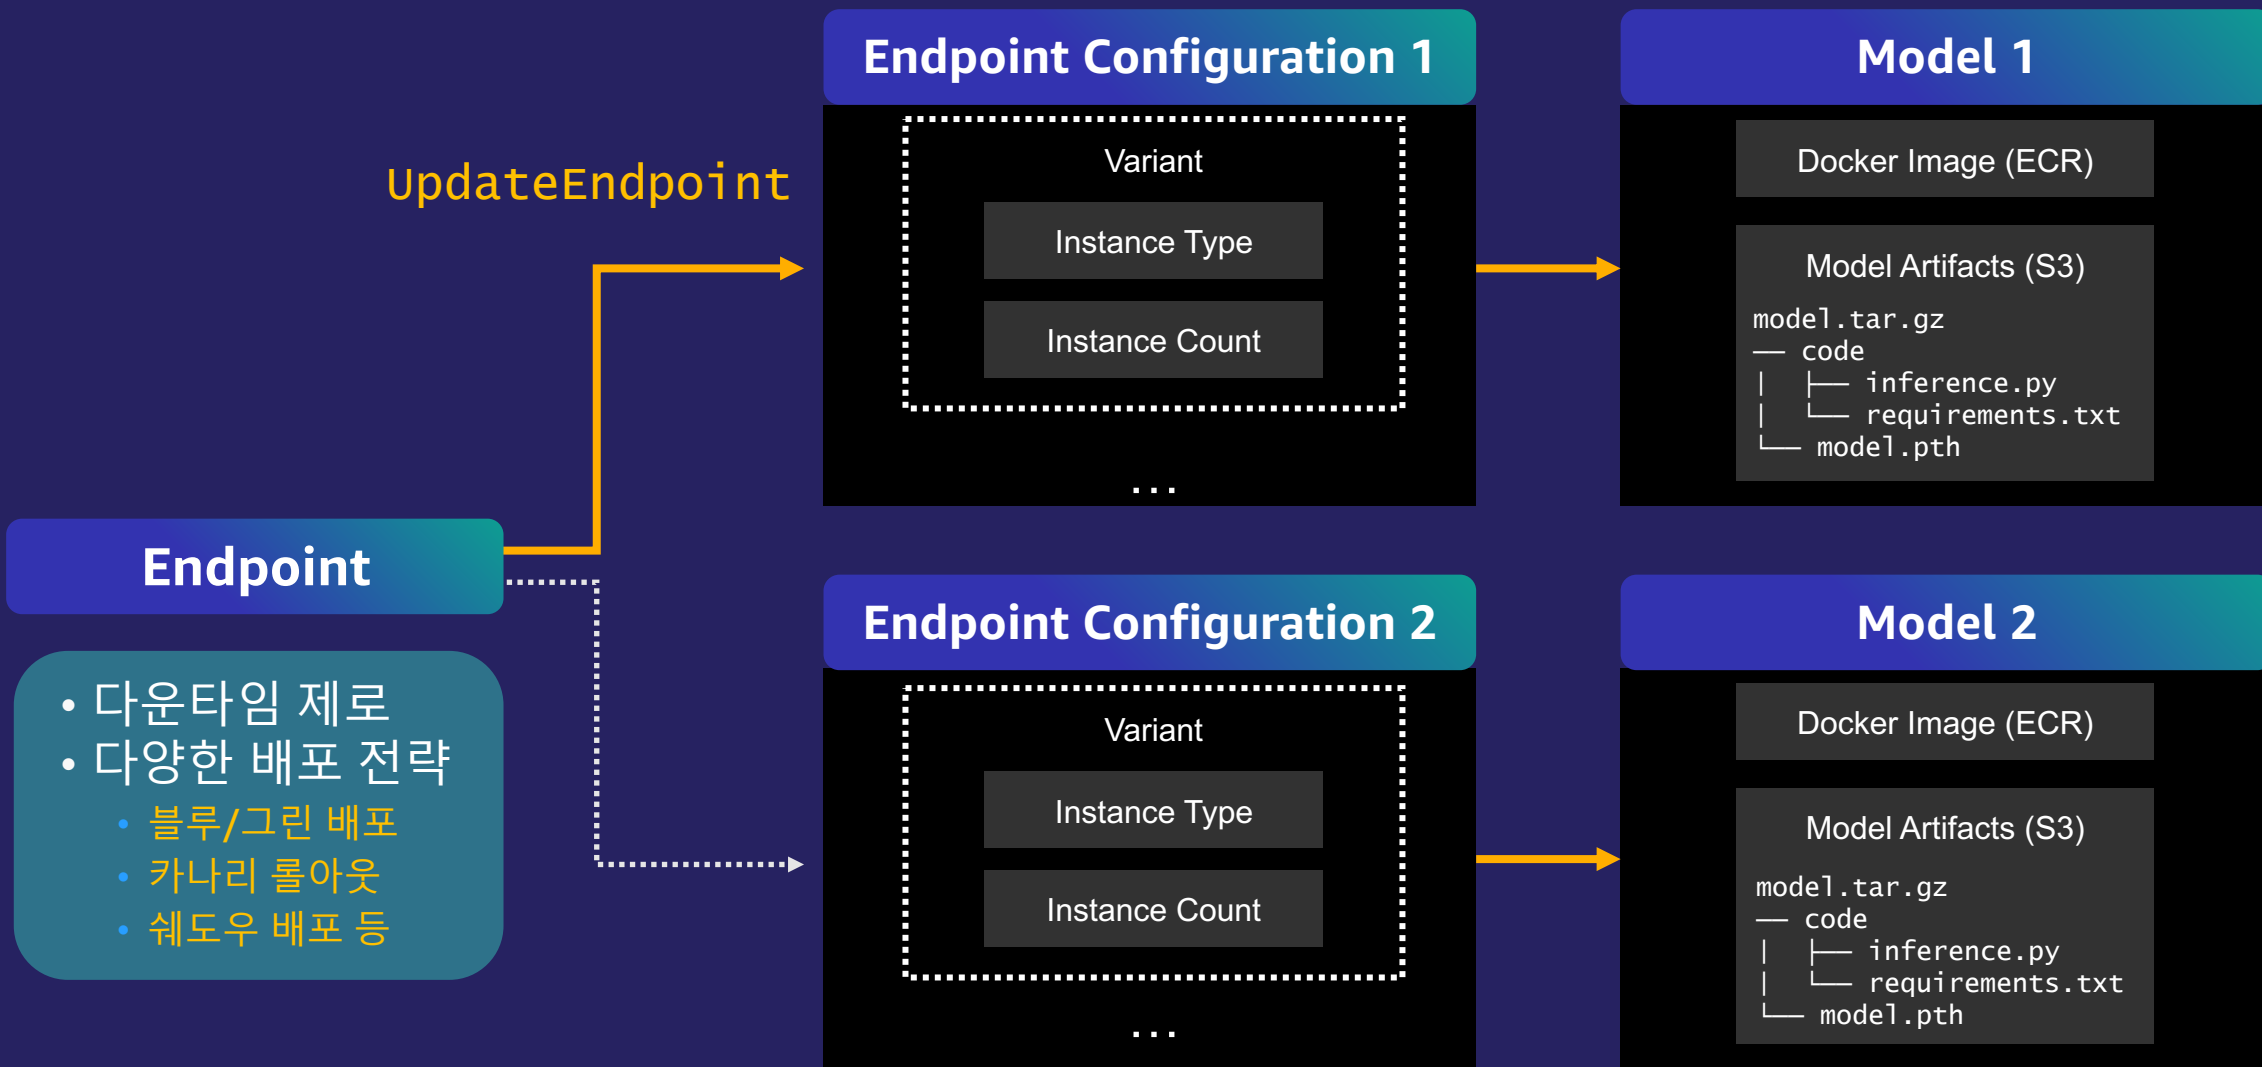 UpdateEndpoint
Endpoint
• 다운타임 제로
• 다양한 배포 전략
• 블루/그린 배포
• 카나리 롤아웃
• 쉐도우 배포 등
Endpoint Configuration 1
Variant
Instance Type
Instance Count
...
Model 1
Docker Image (ECR)
Model Artifacts (S3)
model.tar.gz
── code
│   ├── inference.py
│   └── requirements.txt
└── model.pth
Endpoint Configuration 2
Variant
Instance Type
Instance Count
...
Model 2
Docker Image (ECR)
Model Artifacts (S3)
model.tar.gz
── code
│   ├── inference.py
│   └── requirements.txt
└── model.pth